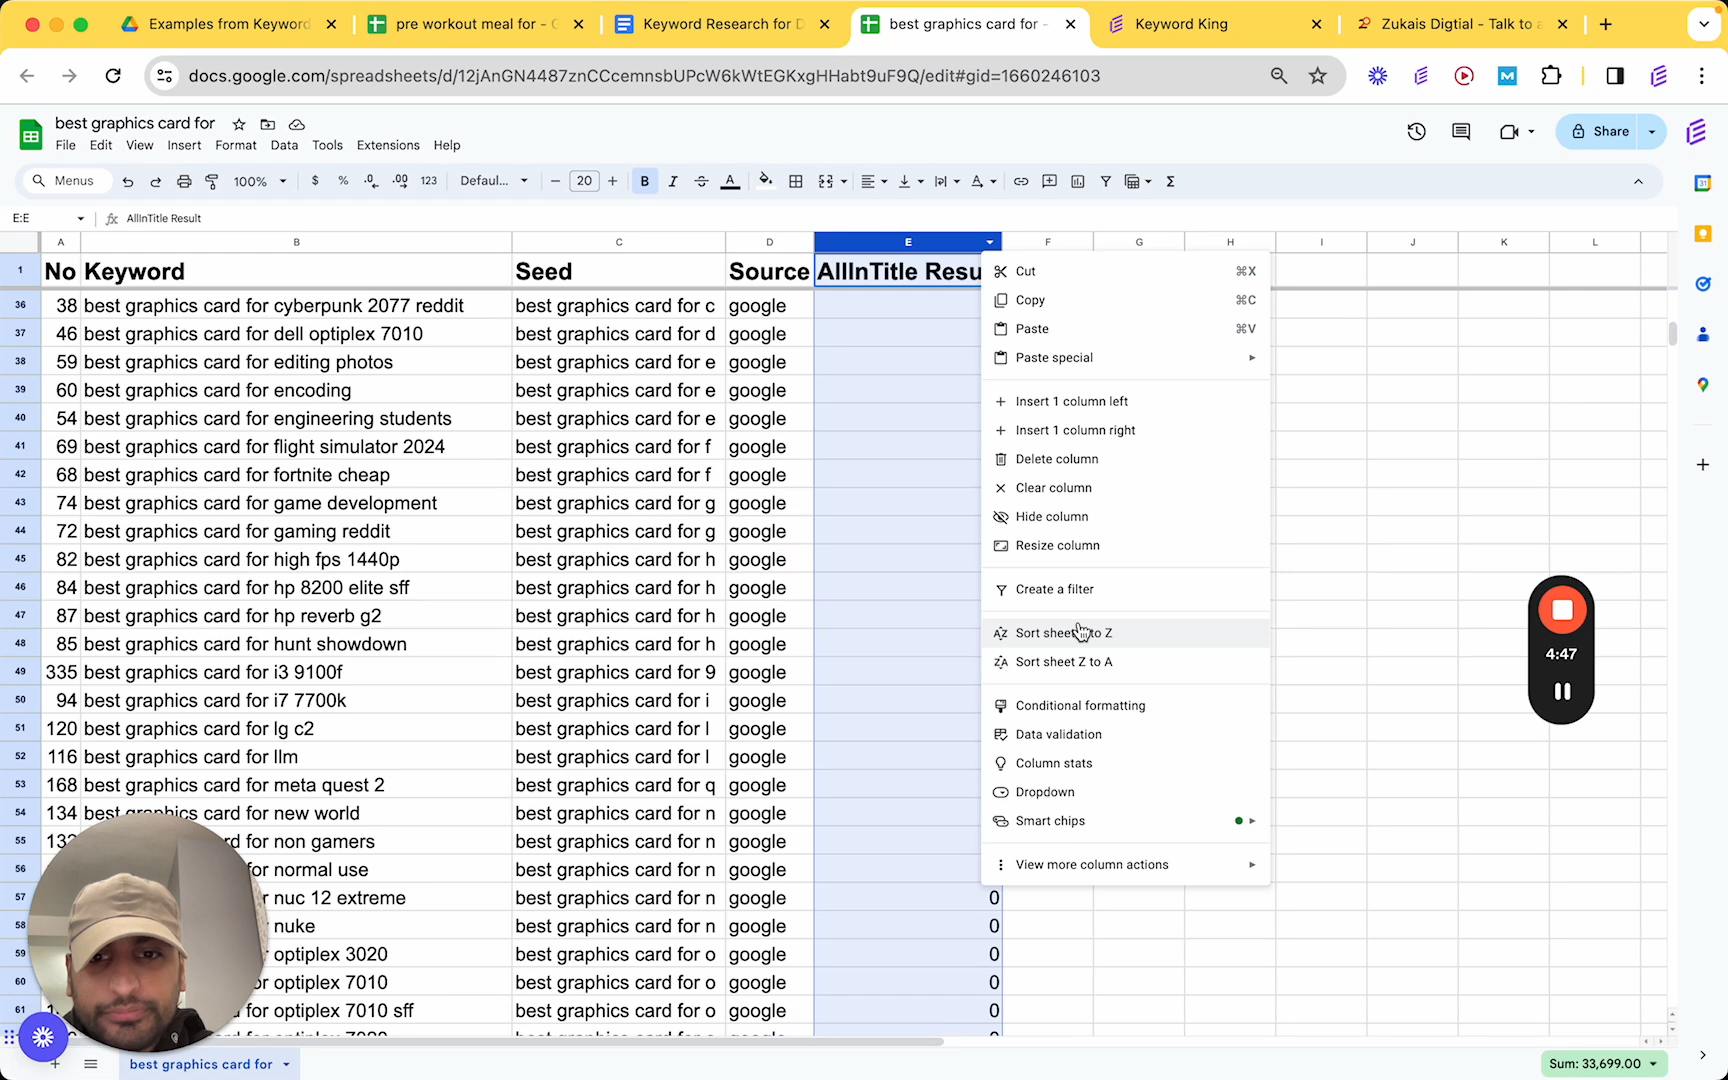 Examples from Keyword
pre workout meal for - G
Keyword Research for D
best graphics card for -
Keyword King
Zukais Digtial - Talk to a
docs.google.com/spreadsheets/d/12jAnGN4487znCCcemnsbUPcW6kWtEGKxgHHabt9uF9Q/edit#gid=1660246103
best graphics card for
File Edit View Insert Format Data Tools Extensions Help
Share
Menus
100%
$ % .0 .00 123
Defaul...
20
B I A
E:E
fx AllInTitle Result
A B C D E F G H I J K L
1 No Keyword Seed Source AllInTitle Resu
36 38 best graphics card for cyberpunk 2077 reddit best graphics card for c google
37 46 best graphics card for dell optiplex 7010 best graphics card for d google
38 59 best graphics card for editing photos best graphics card for e google
39 60 best graphics card for encoding best graphics card for e google
40 54 best graphics card for engineering students best graphics card for e google
41 69 best graphics card for flight simulator 2024 best graphics card for f google
42 68 best graphics card for fortnite cheap best graphics card for f google
43 74 best graphics card for game development best graphics card for g google
44 72 best graphics card for gaming reddit best graphics card for g google
45 82 best graphics card for high fps 1440p best graphics card for h google
46 84 best graphics card for hp 8200 elite sff best graphics card for h google
47 87 best graphics card for hp reverb g2 best graphics card for h google
48 85 best graphics card for hunt showdown best graphics card for h google
49 335 best graphics card for i3 9100f best graphics card for 9 google
50 94 best graphics card for i7 7700k best graphics card for i google
51 120 best graphics card for lg c2 best graphics card for l google
52 116 best graphics card for llm best graphics card for l google
53 168 best graphics card for meta quest 2 best graphics card for q google
54 134 best graphics card for new world best graphics card for n google
55 card for non gamers best graphics card for n google
56 for normal use best graphics card for n google
57 nuc 12 extreme best graphics card for n google 0
58 nuke best graphics card for n google 0
59 optiplex 3020 best graphics card for o google 0
60 optiplex 7010 best graphics card for o google 0
61 optiplex 7010 sff best graphics card for o google 0
Cut ⌘X
Copy ⌘C
Paste ⌘V
Paste special
Insert 1 column left
Insert 1 column right
Delete column
Clear column
Hide column
Resize column
Create a filter
Sort sheet to Z
Sort sheet Z to A
Conditional formatting
Data validation
Column stats
Dropdown
Smart chips
View more column actions
4:47
best graphics card for
Sum: 33,699.00